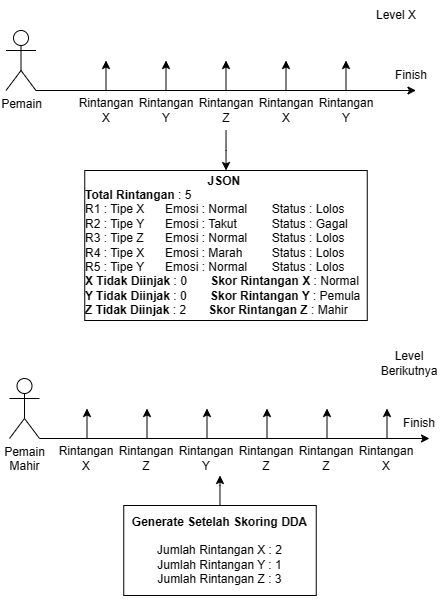 Level X
Finish
Pemain
Rintangan X
Rintangan Y
Rintangan Z
Rintangan X
Rintangan Y
JSON
Total Rintangan : 5
R1 : Tipe X Emosi : Normal Status : Lolos
R2 : Tipe Y Emosi : Takut Status : Gagal
R3 : Tipe Z Emosi : Normal Status : Lolos
R4 : Tipe X Emosi : Marah Status : Lolos
R5 : Tipe Y Emosi : Normal Status : Lolos
X Tidak Diinjak : 0 Skor Rintangan X : Normal
Y Tidak Diinjak : 0 Skor Rintangan Y : Pemula
Z Tidak Diinjak : 2 Skor Rintangan Z : Mahir
Level
Berikutnya
Finish
Pemain
Mahir
Rintangan X
Rintangan Z
Rintangan Y
Rintangan Z
Rintangan Z
Rintangan X
Generate Setelah Skoring DDA
Jumlah Rintangan X : 2
Jumlah Rintangan Y : 1
Jumlah Rintangan Z : 3